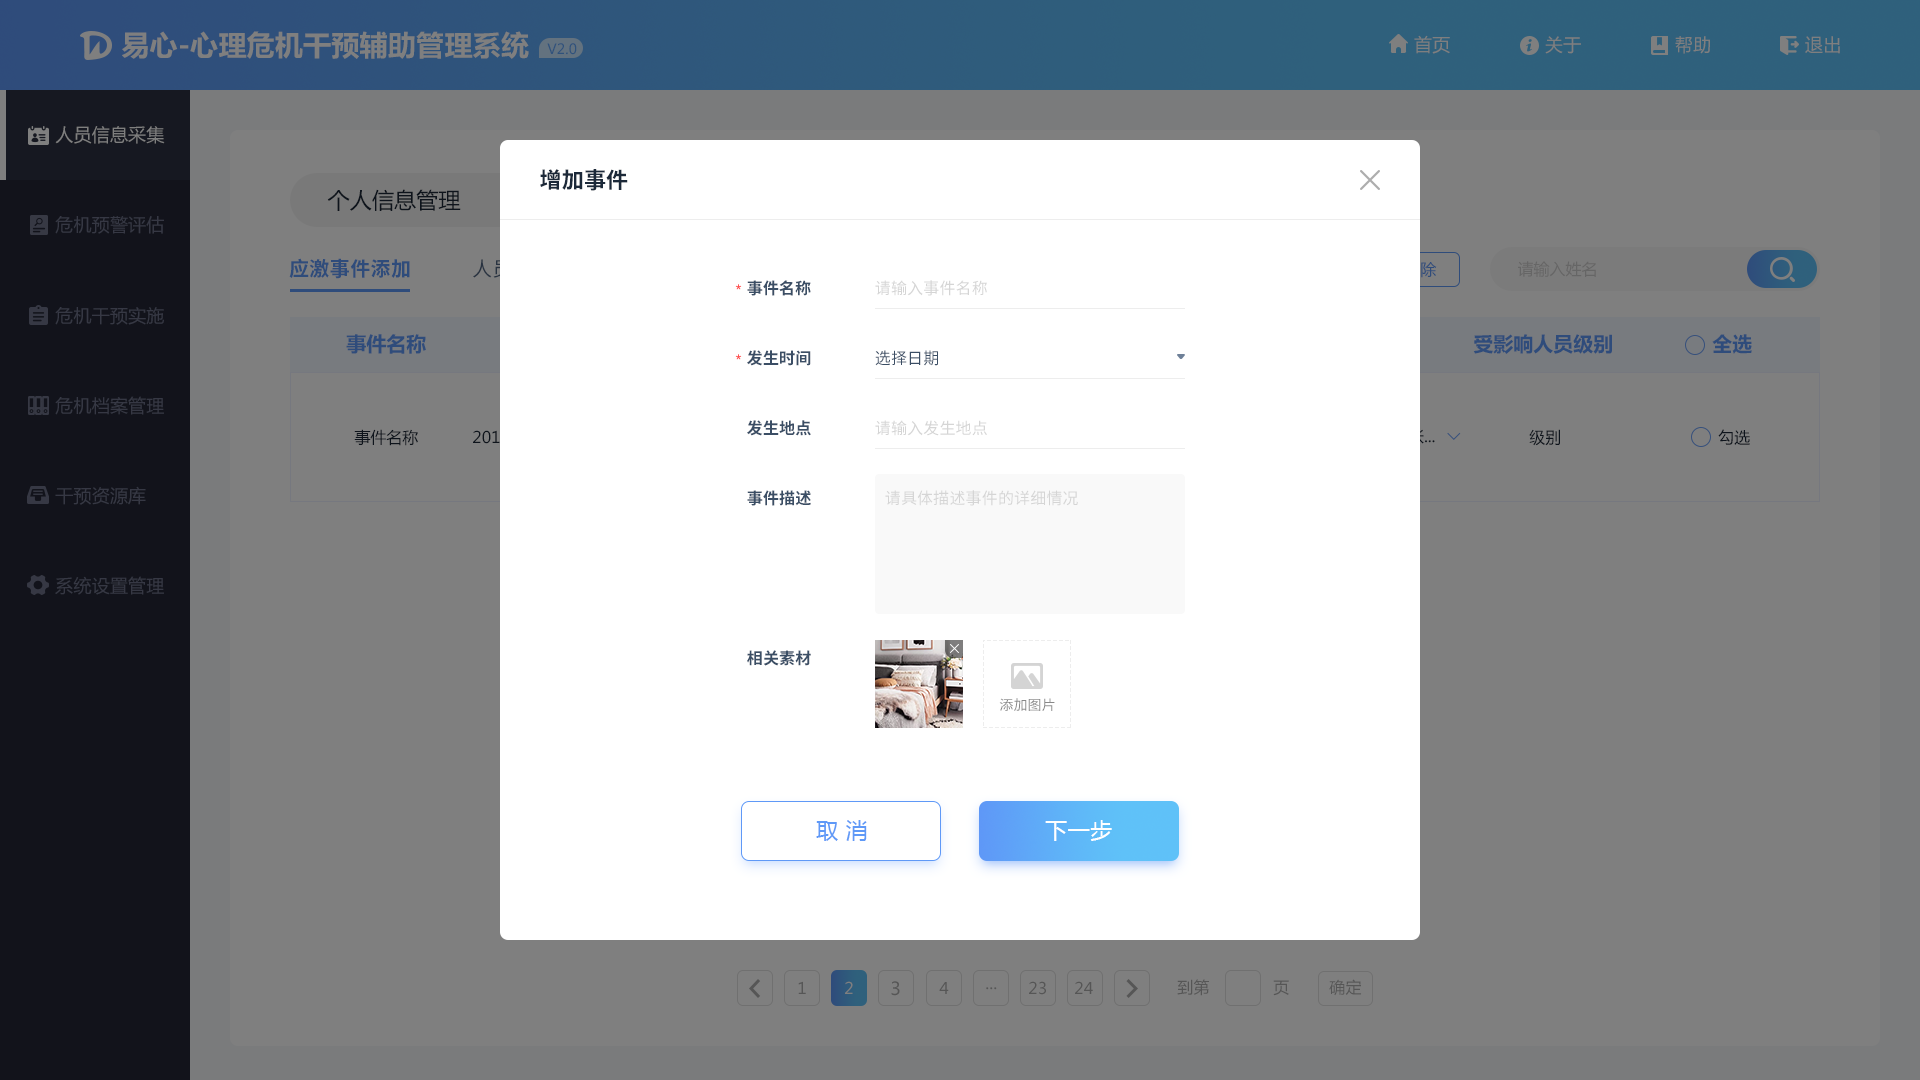 易心-心理危机干预辅助管理系统 V2.0
首页 关于 帮助 退出
人员信息采集
危机预警评估
危机干预实施
危机档案管理
干预资源库
系统设置管理
个人信息管理
应激事件添加
请输入姓名
事件名称 受影响人员级别 全选
事件名称 201 ... 级别 勾选
增加事件
* 事件名称 请输入事件名称
* 发生时间 选择日期
发生地点 请输入发生地点
事件描述 请具体描述事件的详细情况
相关素材
添加图片
取 消 下一步
1 2 3 4 ... 23 24 到第 页 确定